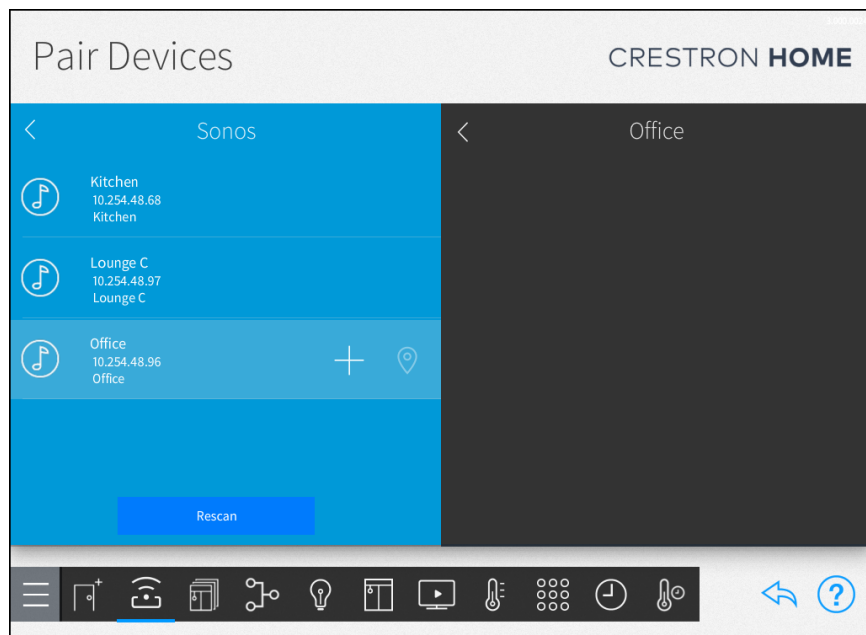 Pair Devices
CRESTRON HOME
Sonos
Office
Kitchen
10.254.48.68
Kitchen
Lounge C
10.254.48.97
Lounge C
Office
10.254.48.96
Office
Rescan
?